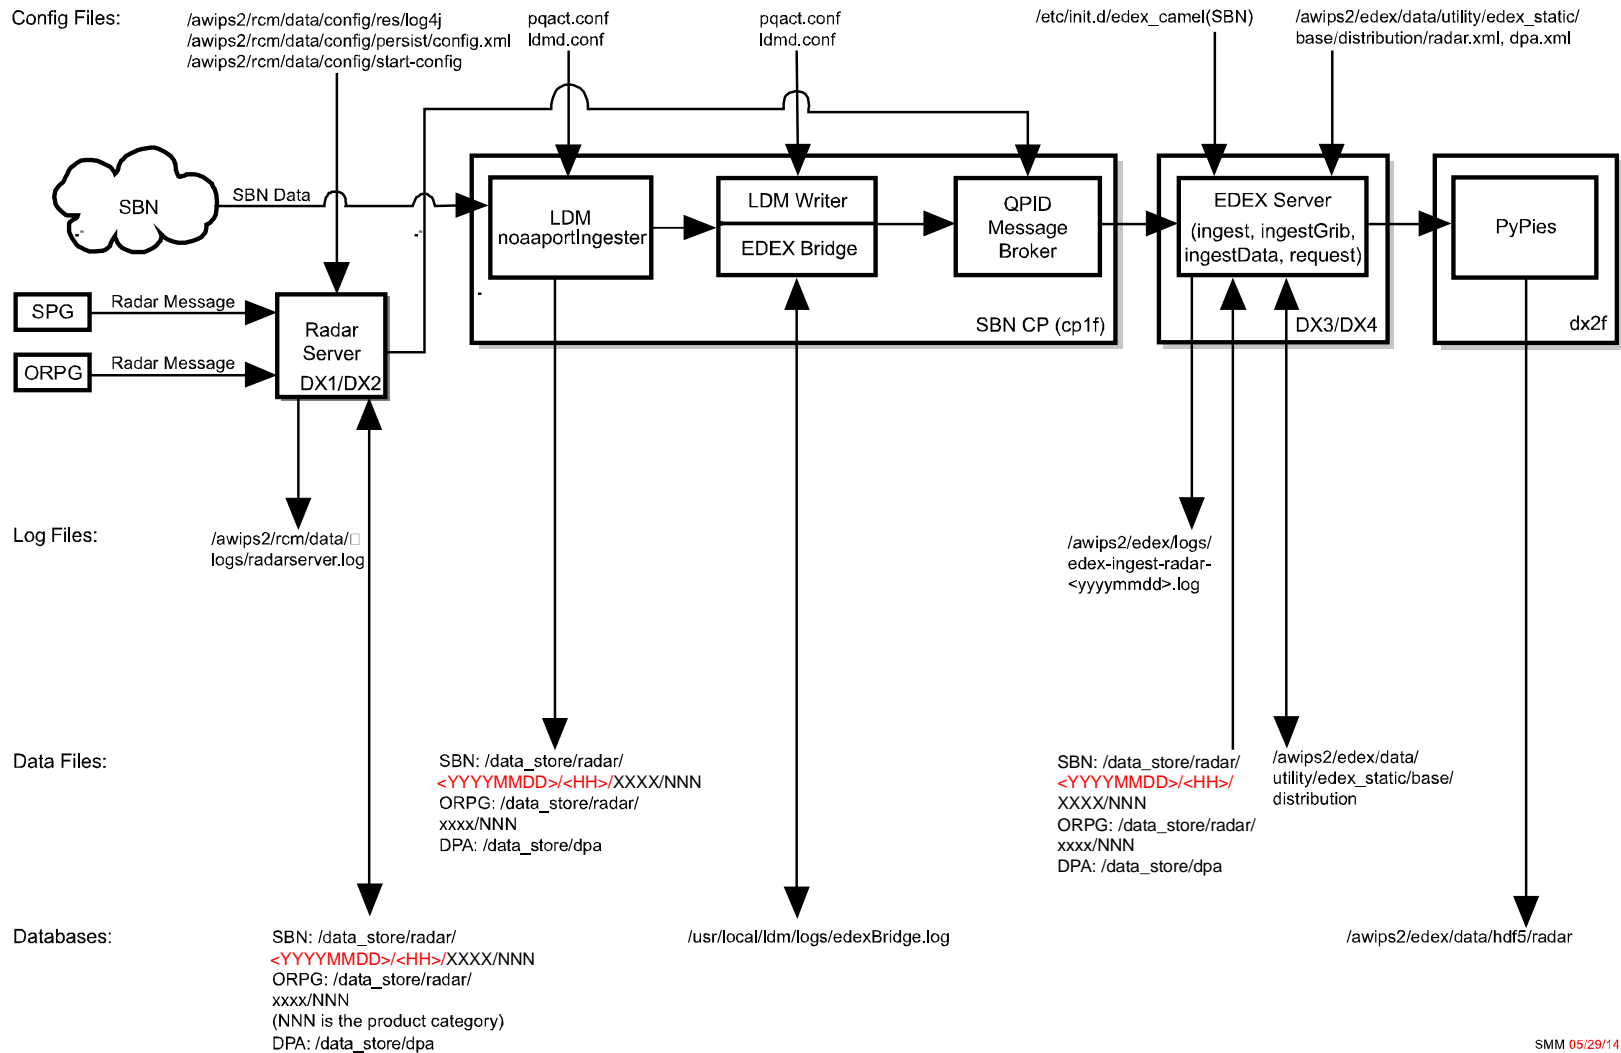 Config Files:
/awips2/rcm/data/config/res/log4j
/awips2/rcm/data/config/persist/config.xml
/awips2/rcm/data/config/start-config
pqact.conf
ldmd.conf
pqact.conf
ldmd.conf
/etc/init.d/edex_camel(SBN)
/awips2/edex/data/utility/edex_static/
base/distribution/radar.xml, dpa.xml
SBN
SBN Data
LDM
noaaportIngester
LDM Writer
EDEX Bridge
QPID
Message
Broker
SBN CP (cp1f)
EDEX Server
(ingest, ingestGrib,
ingestData, request)
DX3/DX4
PyPies
dx2f
SPG
Radar Message
ORPG
Radar Message
Radar
Server
DX1/DX2
Log Files:
/awips2/rcm/data/
logs/radarserver.log
/awips2/edex/logs/
edex-ingest-radar-
<yyyymmdd>.log
Data Files:
SBN: /data_store/radar/
<YYYYMMDD>/<HH>/XXXX/NNN
ORPG: /data_store/radar/
xxxx/NNN
DPA: /data_store/dpa
SBN: /data_store/radar/
<YYYYMMDD>/<HH>/
XXXX/NNN
ORPG: /data_store/radar/
xxxx/NNN
DPA: /data_store/dpa
/awips2/edex/data/
utility/edex_static/base/
distribution
Databases:
SBN: /data_store/radar/
<YYYYMMDD>/<HH>/XXXX/NNN
ORPG: /data_store/radar/
xxxx/NNN
(NNN is the product category)
DPA: /data_store/dpa
/usr/local/ldm/logs/edexBridge.log
/awips2/edex/data/hdf5/radar
SMM 05/29/14